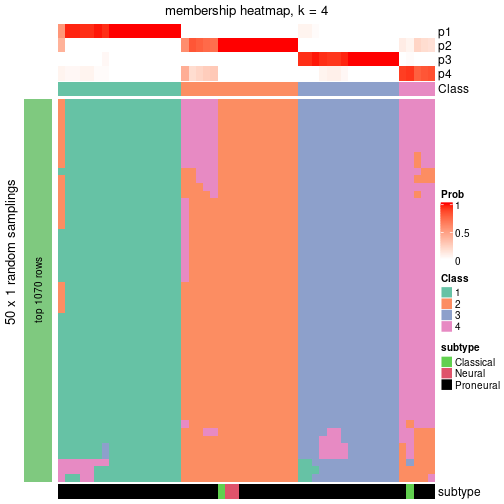 membership heatmap, k = 4
p1
p2
p3
p4
Class
50 x 1 random samplings
top 1070 rows
Prob
1
0.5
0
Class
1
2
3
4
subtype
Classical
Neural
Proneural
subtype